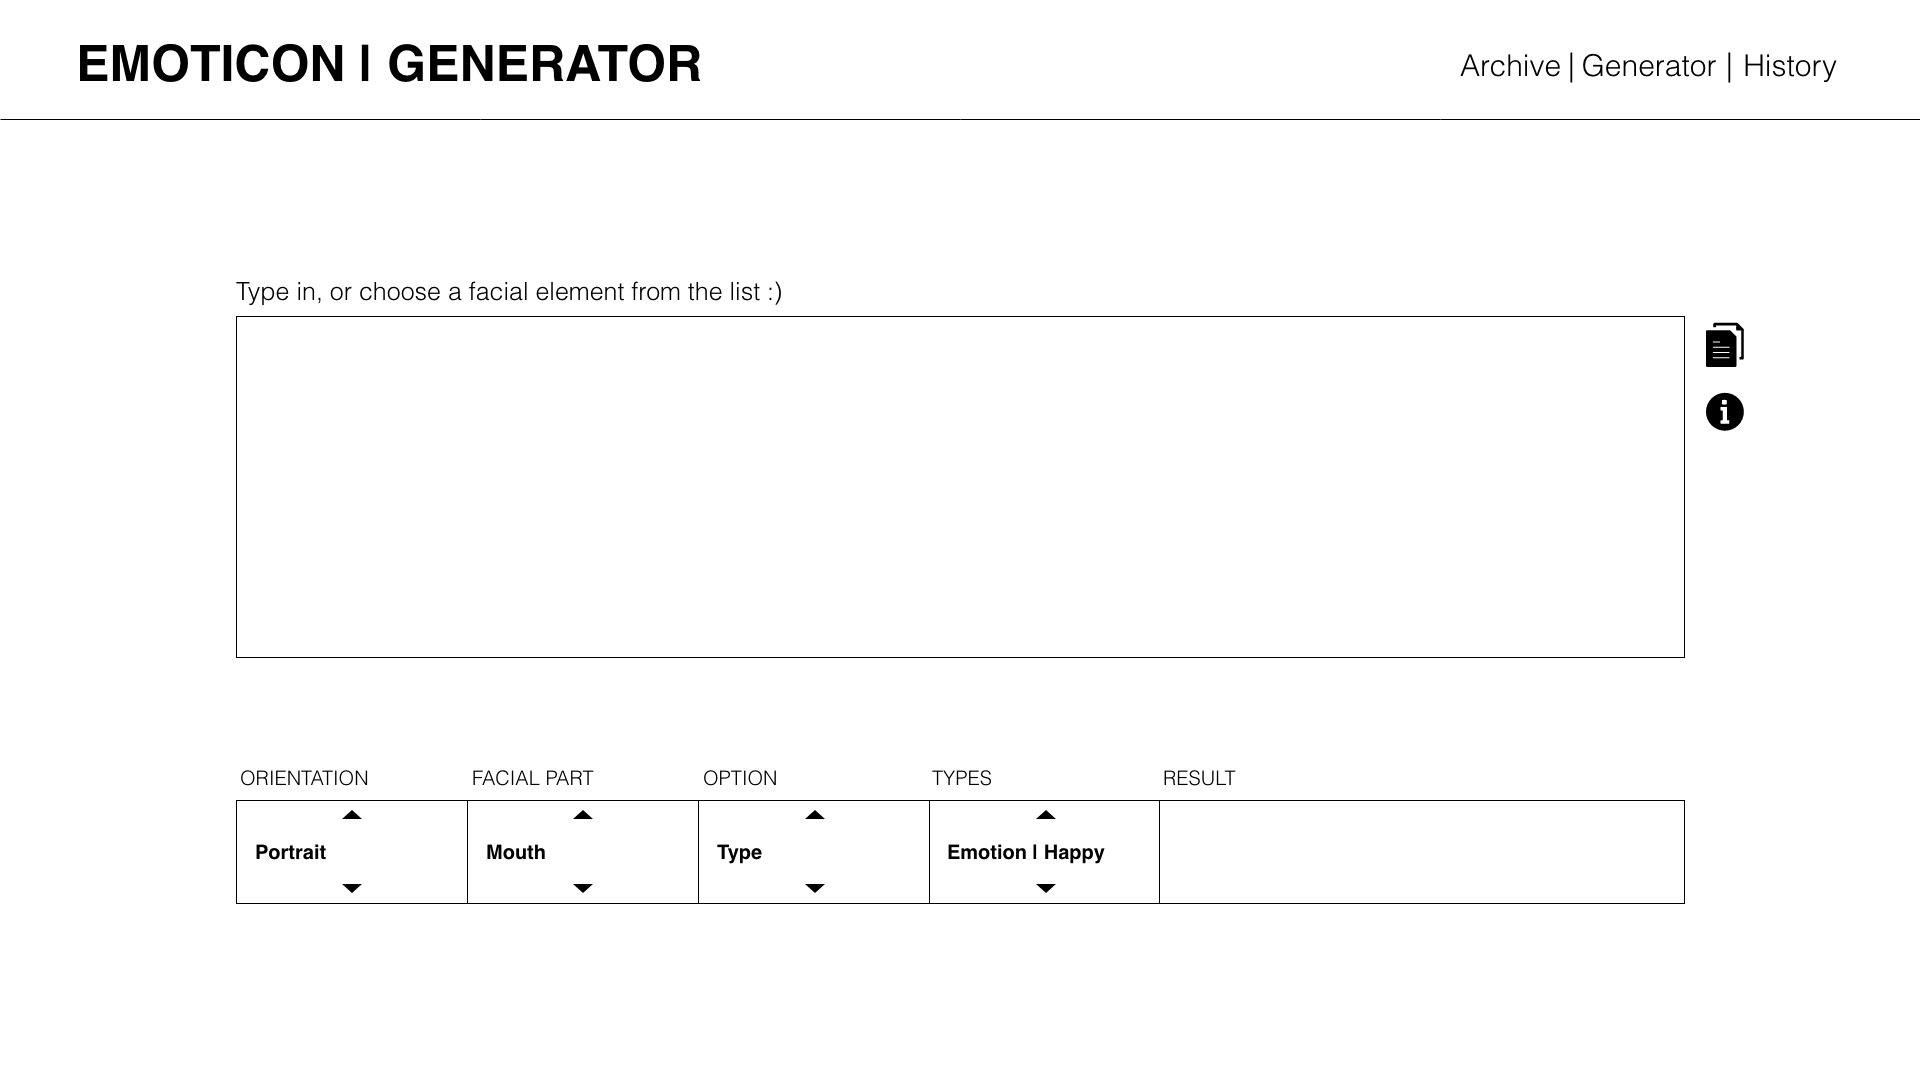 EMOTICON | GENERATOR
Archive | Generator | History
Type in, or choose a facial element from the list :)
ORIENTATION FACIAL PART OPTION TYPES RESULT
Portrait Mouth Type Emotion | Happy